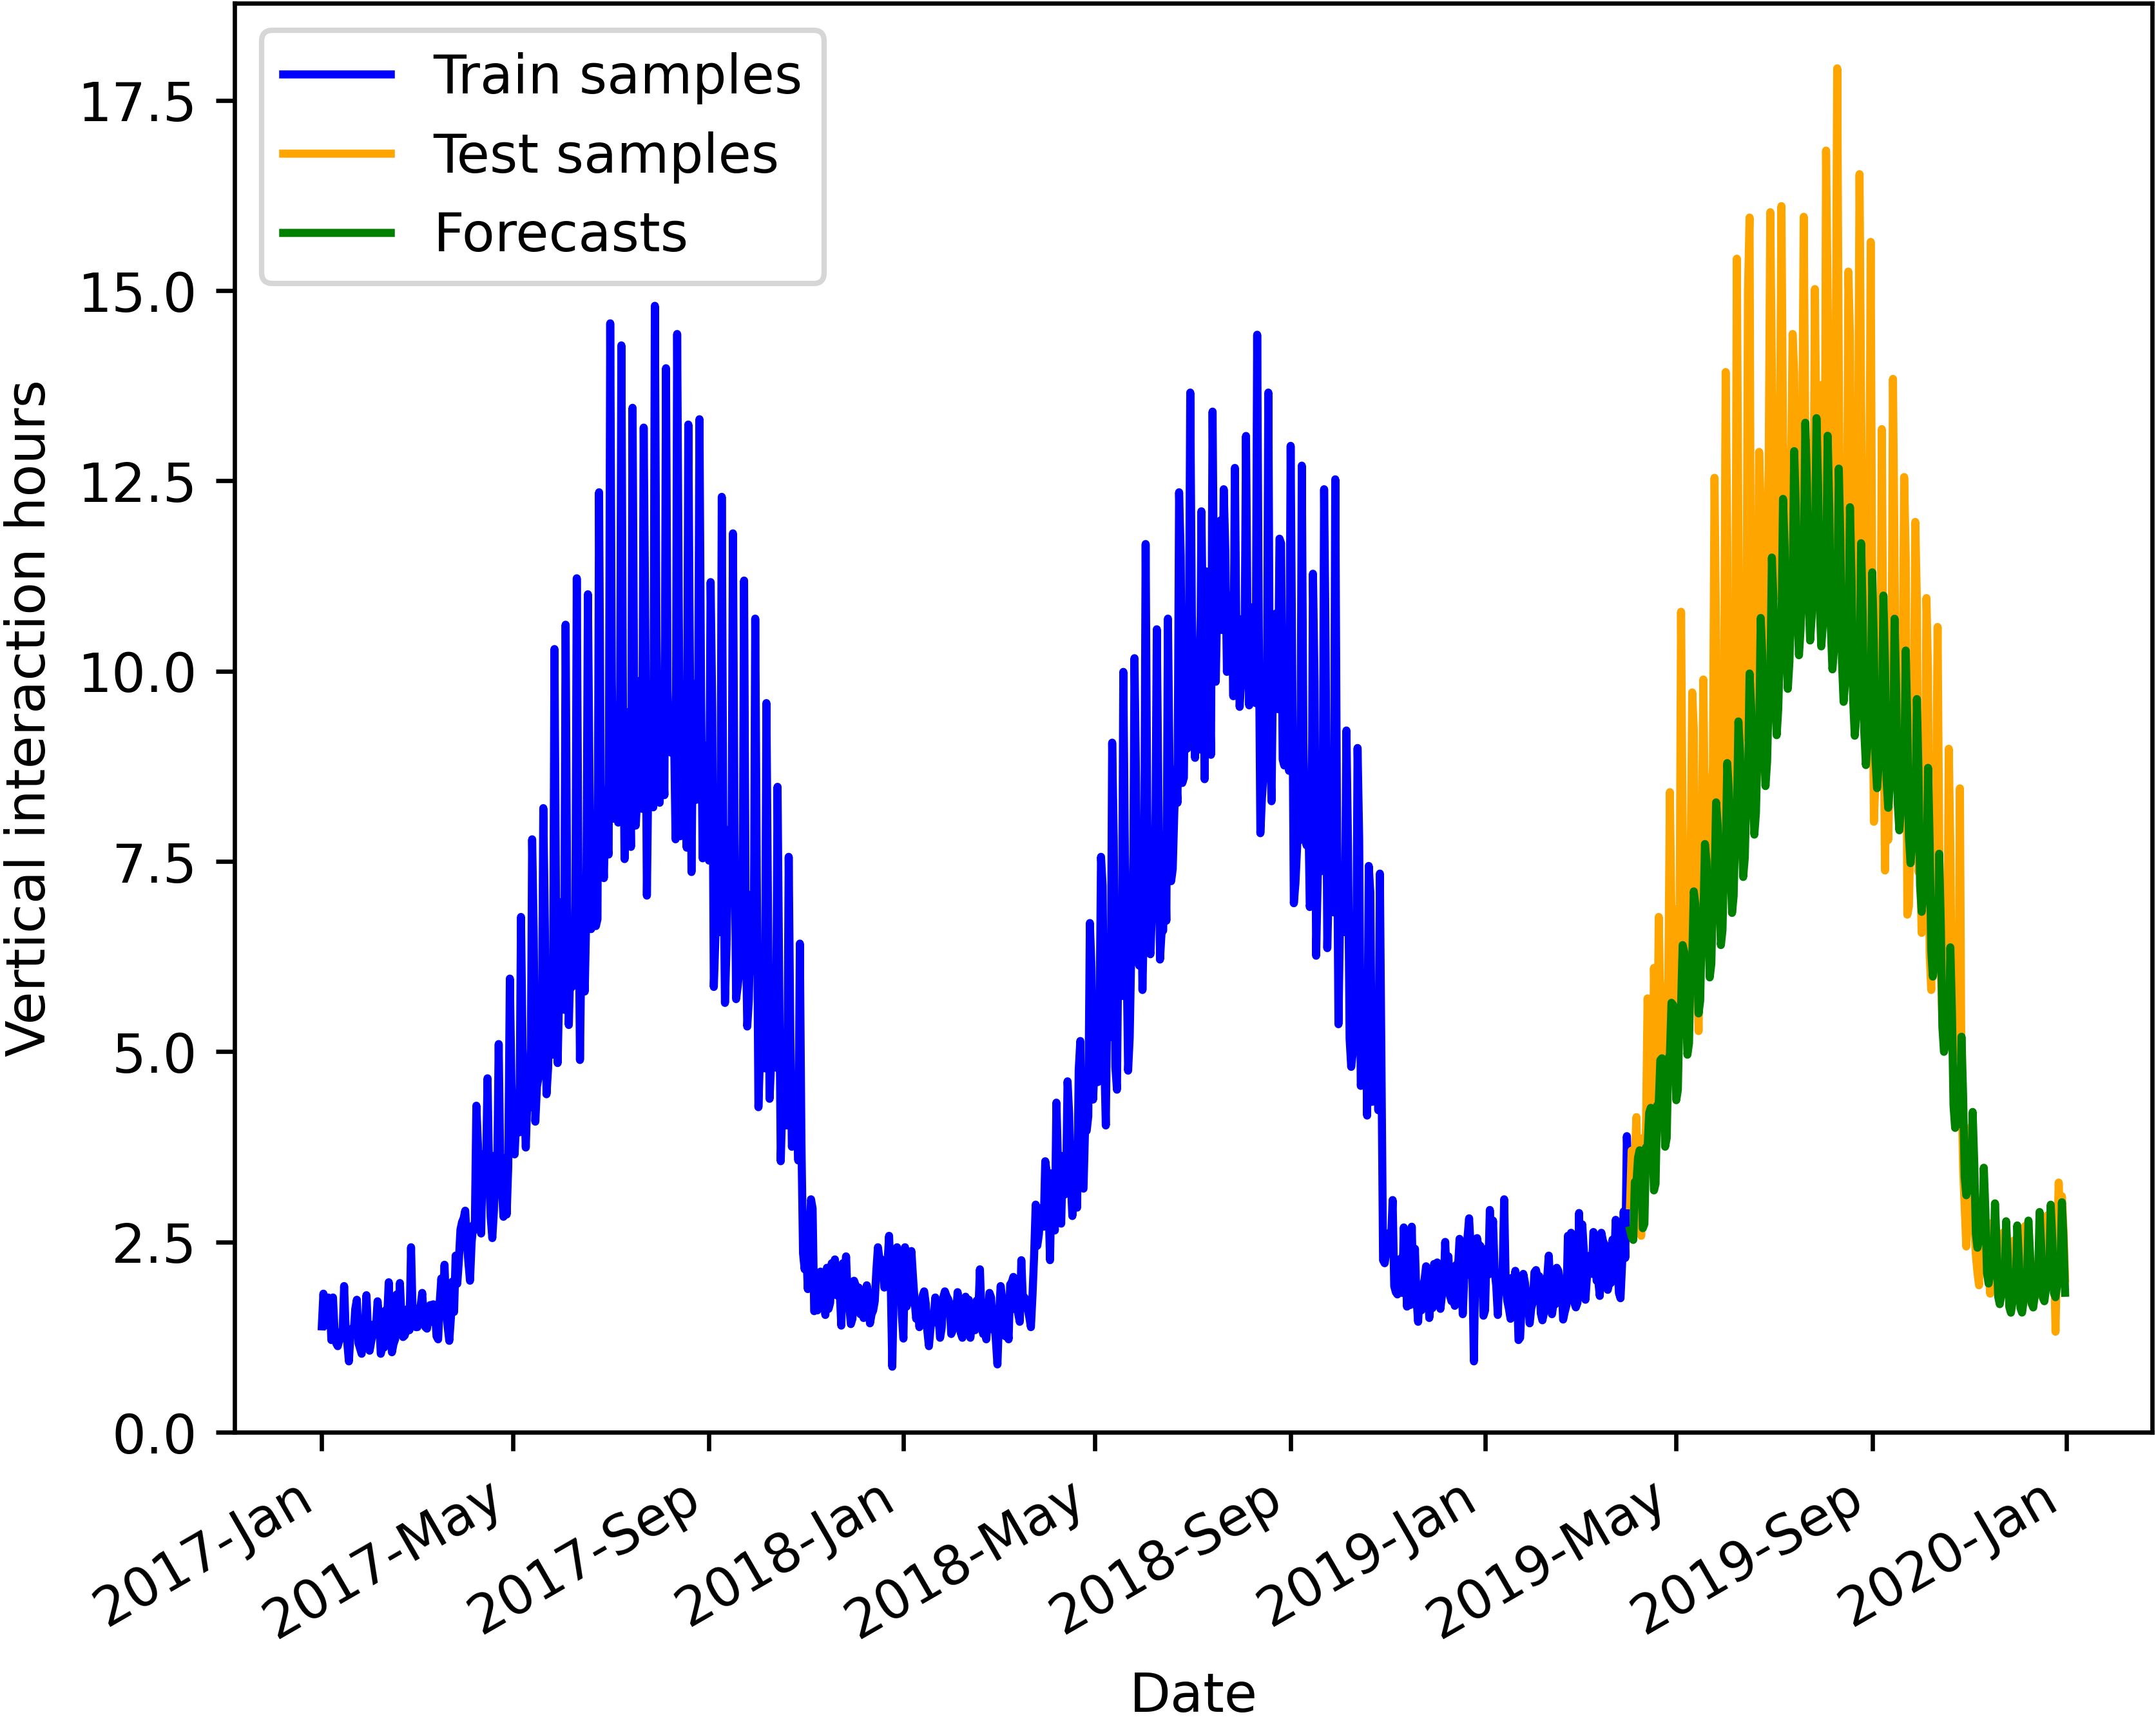 Train samples
Test samples
Forecasts
17.5
15.0
12.5
10.0
7.5
5.0
2.5
0.0
Vertical interaction hours
2017-Jan
2017-May
2017-Sep
2018-Jan
2018-May
2018-Sep
2019-Jan
2019-May
2019-Sep
2020-Jan
Date